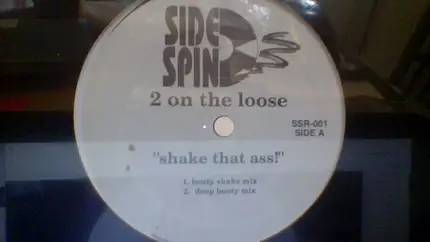 SIDE
SPIN
2 on the loose
SSR-001
SIDE A
"shake that ass!"
1. booty shake mix
2. deep booty mix